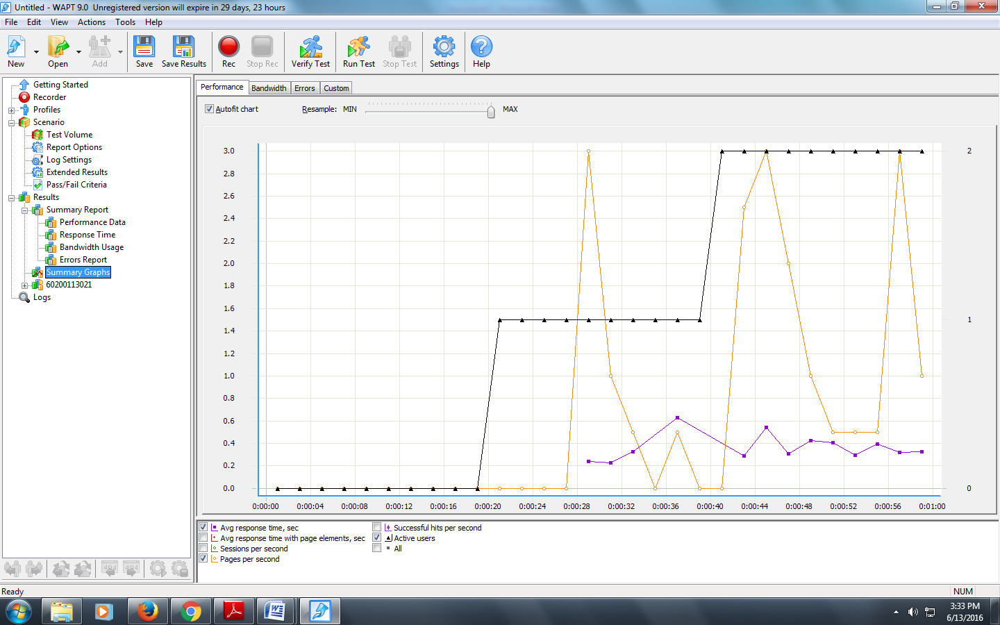 Untitled - WAPT 9.0  Unregistered version will expire in 29 days, 23 hours
File Edit View Actions Tools Help
New Open Add Save Save Results Rec Stop Rec Verify Test Run Test Stop Test Settings Help
Getting Started
Recorder
Profiles
Scenario
Test Volume
Report Options
Log Settings
Extended Results
Pass/Fail Criteria
Results
Summary Report
Performance Data
Response Time
Bandwidth Usage
Errors Report
Summary Graphs
60200113021
Logs
Performance Bandwidth Errors Custom
Autofit chart Resample: MIN MAX
3.0 2
2.8
2.6
2.4
2.2
2.0
1.8
1.6 1
1.4
1.2
1.0
0.8
0.6
0.4
0.2
0.0 0
0:00:00 0:00:04 0:00:08 0:00:12 0:00:16 0:00:20 0:00:24 0:00:28 0:00:32 0:00:36 0:00:40 0:00:44 0:00:48 0:00:52 0:00:56 0:01:00
Avg response time, sec Successful hits per second
Avg response time with page elements, sec Active users
Sessions per second All
Pages per second
404 404
Ready NUM
3:33 PM
6/13/2016